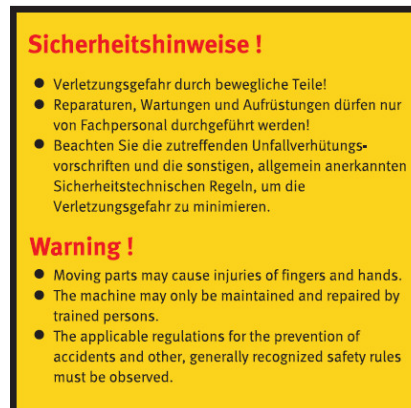 Sicherheitshinweise !
● Verletzungsgefahr durch bewegliche Teile!
● Reparaturen, Wartungen und Aufrüstungen dürfen nur
von Fachpersonal durchgeführt werden!
● Beachten Sie die zutreffenden Unfallverhütungs-
vorschriften und die sonstigen, allgemein anerkannten
Sicherheitstechnischen Regeln, um die
Verletzungsgefahr zu minimieren.
Warning !
● Moving parts may cause injuries of fingers and hands.
● The machine may only be maintained and repaired by
trained persons.
● The applicable regulations for the prevention of
accidents and other, generally recognized safety rules
must be observed.